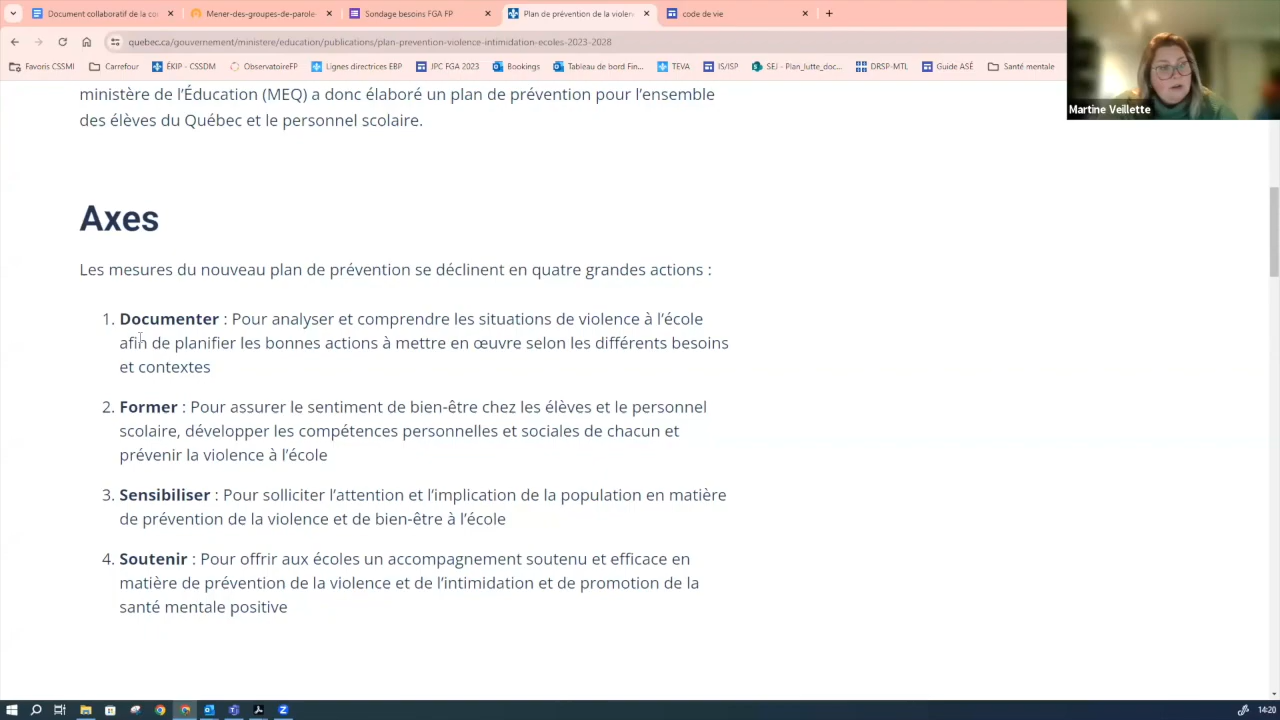 Document collaboratif de la co
Mener-des-groupes-de-parole
Sondage besoins FGA FP
Plan de prévention de la violen
code de vie
quebec.ca/gouvernement/ministere/education/publications/plan-prevention-violence-intimidation-ecoles-2023-2028
Favoris CSSMI
Carrefour
ÉKIP - CSSDM
ObservatoireFP
Lignes directrices EBP
JPC FGA 2023
Bookings
Tableau de bord Fin...
TEVA
IS/ISP
SEJ - Plan_lutte_doc...
DRSP-MTL
Guide ASÉ
Santé mentale
Martine Veillette
ministère de l’Éducation (MEQ) a donc élaboré un plan de prévention pour l’ensemble
des élèves du Québec et le personnel scolaire.
Axes
Les mesures du nouveau plan de prévention se déclinent en quatre grandes actions :
1. Documenter : Pour analyser et comprendre les situations de violence à l’école
afin de planifier les bonnes actions à mettre en œuvre selon les différents besoins
et contextes
2. Former : Pour assurer le sentiment de bien-être chez les élèves et le personnel
scolaire, développer les compétences personnelles et sociales de chacun et
prévenir la violence à l’école
3. Sensibiliser : Pour solliciter l’attention et l’implication de la population en matière
de prévention de la violence et de bien-être à l’école
4. Soutenir : Pour offrir aux écoles un accompagnement soutenu et efficace en
matière de prévention de la violence et de l’intimidation et de promotion de la
santé mentale positive
14:20